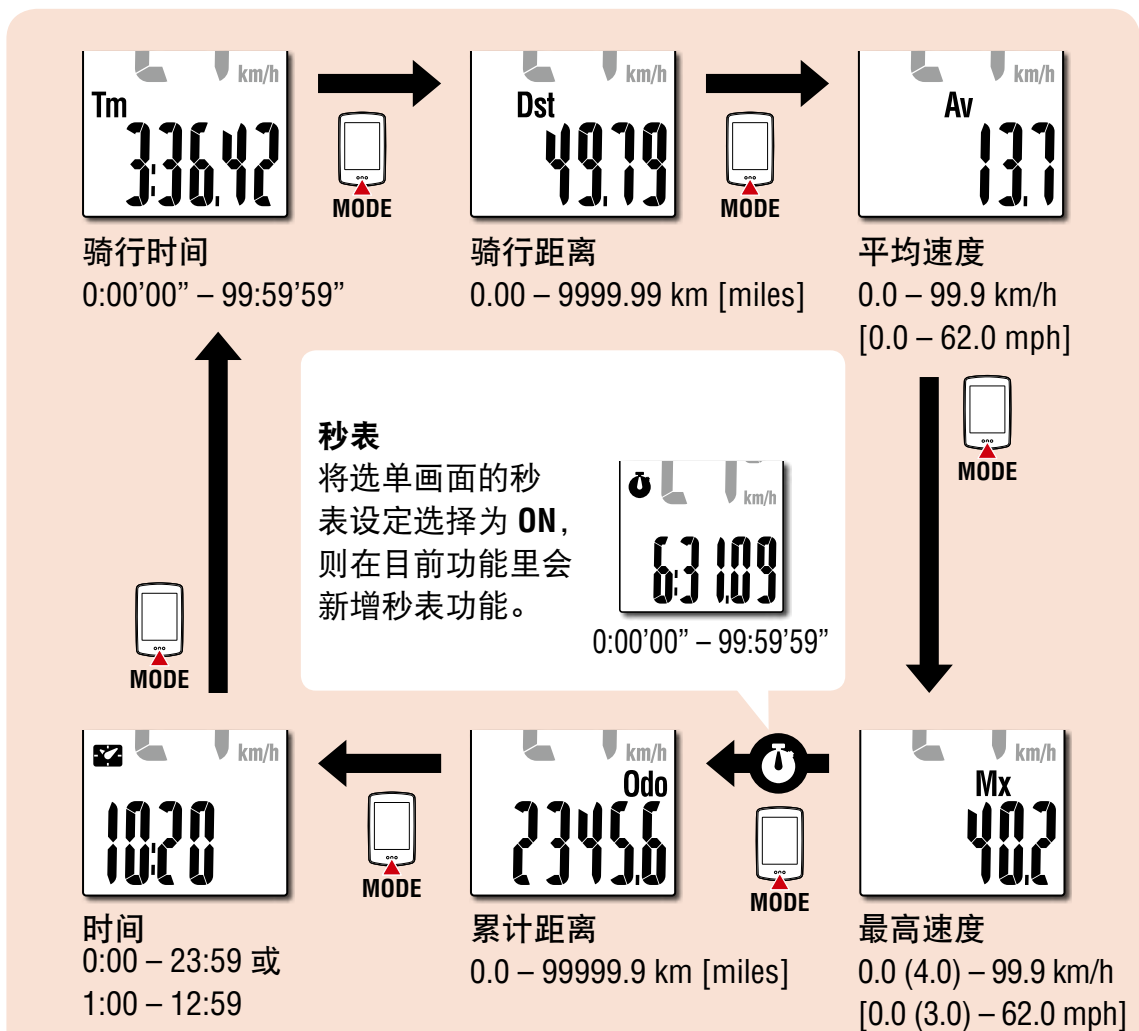 km/h
Tm
3:36.42
MODE
骑行时间
0:00’00” – 99:59’59”
km/h
Dst
49.79
MODE
骑行距离
0.00 – 9999.99 km [miles]
km/h
Av
13.7
平均速度
0.0 – 99.9 km/h
[0.0 – 62.0 mph]
MODE
秒表
将选单画面的秒
表设定选择为 ON，
则在目前功能里会
新增秒表功能。
km/h
6:31.09
0:00’00” – 99:59’59”
MODE
km/h
Mx
40.2
最高速度
0.0 (4.0) – 99.9 km/h
[0.0 (3.0) – 62.0 mph]
MODE
km/h
Odo
2345.6
累计距离
0.0 – 99999.9 km [miles]
MODE
km/h
10:20
时间
0:00 – 23:59 或
1:00 – 12:59